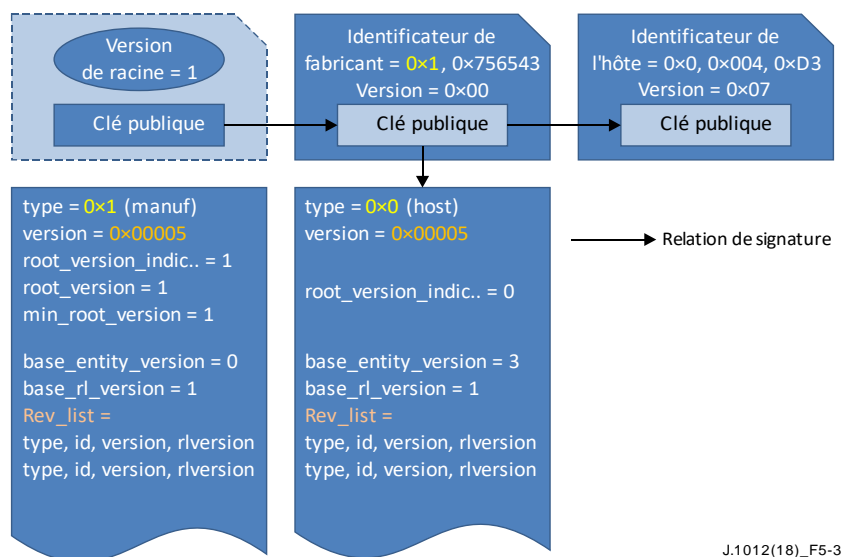 Version
de racine = 1
Clé publique
Identificateur de
fabricant = 0×1, 0×756543
Version = 0×00
Clé publique
Identificateur de
l'hôte = 0×0, 0×004, 0×D3
Version = 0×07
Clé publique
type = 0×1 (manuf)
version = 0×00005
root_version_indic.. = 1
root_version = 1
min_root_version = 1
base_entity_version = 0
base_rl_version = 1
Rev_list =
type, id, version, rlversion
type, id, version, rlversion
type = 0×0 (host)
version = 0×00005
root_version_indic.. = 0
base_entity_version = 3
base_rl_version = 1
Rev_list =
type, id, version, rlversion
type, id, version, rlversion
Relation de signature
J.1012(18)_F5-3